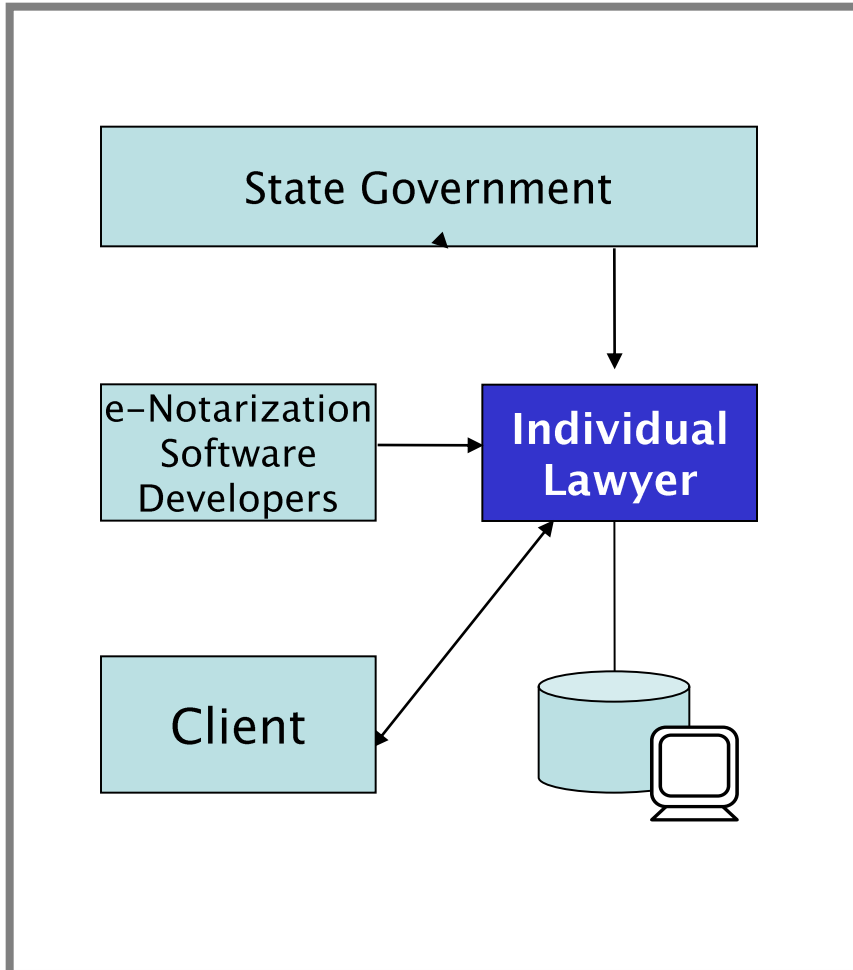 State Government
e-Notarization
Software
Developers
Individual
Lawyer
Client